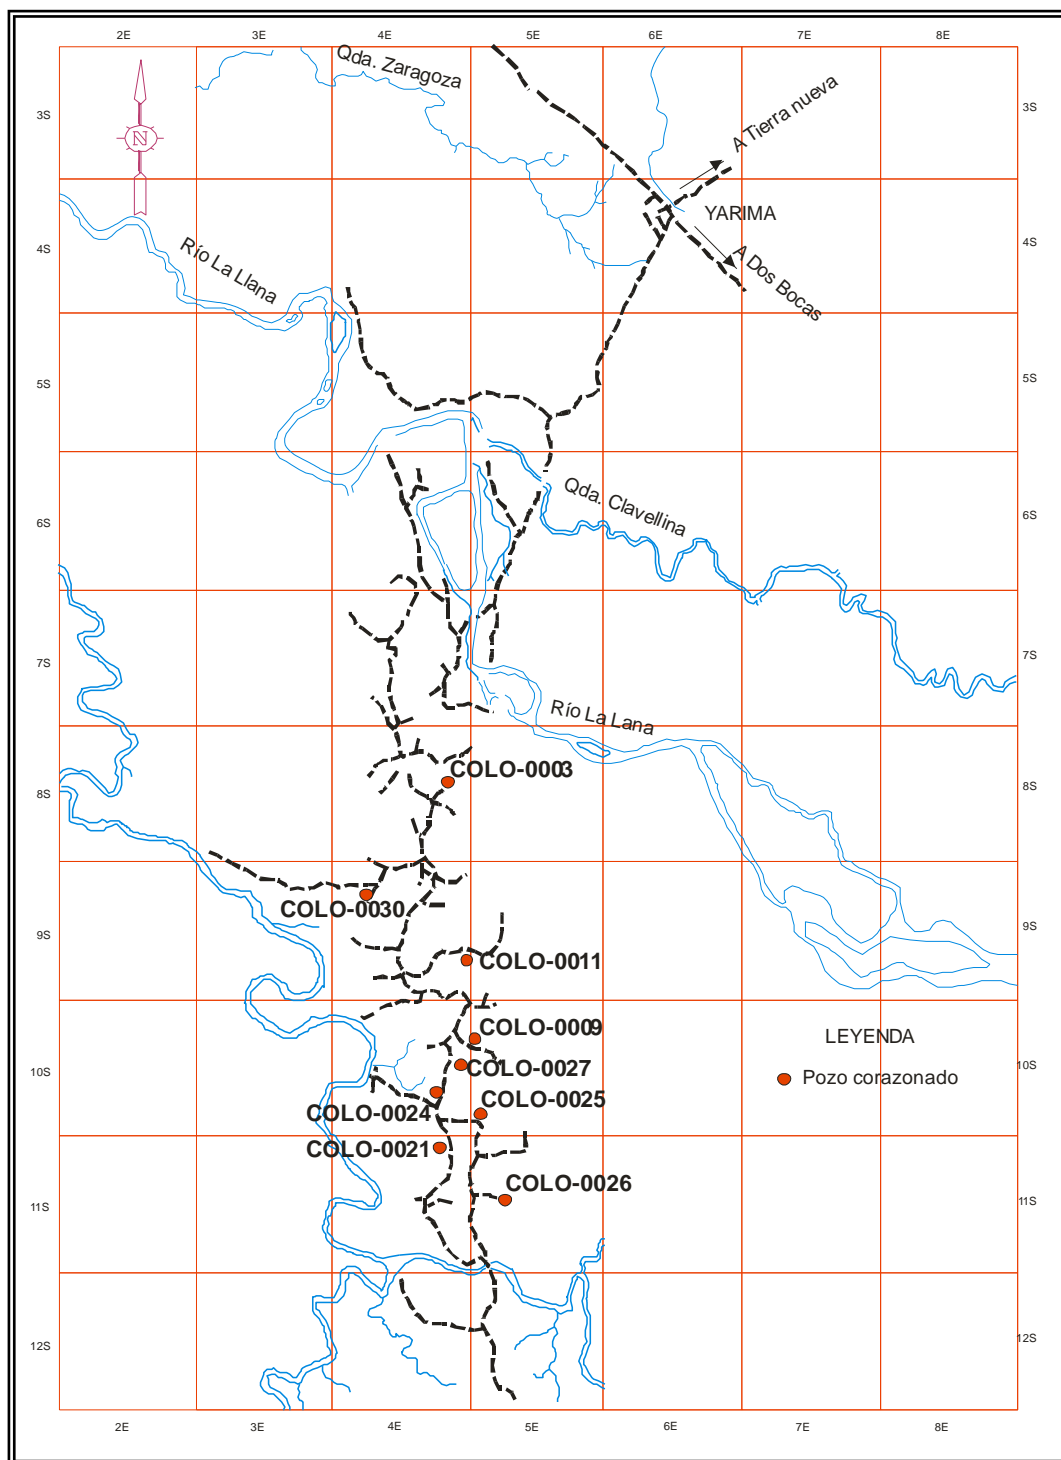 2E 3E 4E 5E 6E 7E 8E
Qda. Zaragoza
3S 3S
N
A Tierra nueva
YARIMA
4S 4S
Río La Llana
A Dos Bocas
5S 5S
Qda. Clavellina
6S 6S
7S 7S
Río La Lana
COLO-0003
8S 8S
COLO-0030
9S 9S
COLO-0011
COLO-0009
LEYENDA
COLO-0027
10S 10S
Pozo corazonado
COLO-0025
COLO-0024
COLO-0021
COLO-0026
11S 11S
12S 12S
2E 3E 4E 5E 6E 7E 8E